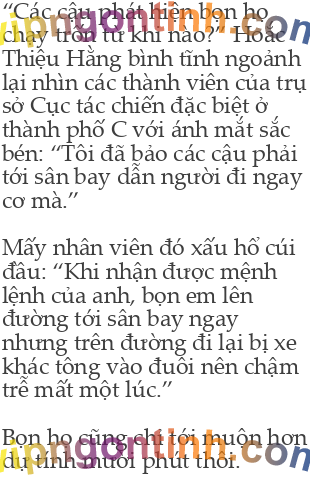 “Các cậu phát hiện bọn họ
chạy trốn từ khi nào?” Hoắc
Thiệu Hằng bình tĩnh ngoảnh
lại nhìn các thành viên của trụ
sở Cục tác chiến đặc biệt ở
thành phố C với ánh mắt sắc
bén: “Tôi đã bảo các cậu phải
tới sân bay dẫn người đi ngay
cơ mà.”
Mấy nhân viên đó xấu hổ cúi
đầu: “Khi nhận được mệnh
lệnh của anh, bọn em lên
đường tới sân bay ngay
nhưng trên đường đi lại bị xe
khác tông vào đuôi nên chậm
trễ mất một lúc.”
Bọn họ cũng chỉ tới muộn hơn
dự tính mười phút thôi.
vipngontinh.com
vipngontinh.com